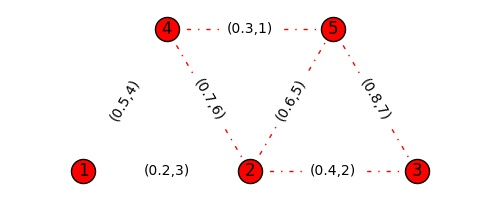 4 (0.3,1) 5
(0.5,4) (0.7,6) (0.6,5) (0.8,7)
1 (0.2,3) 2 (0.4,2) 3